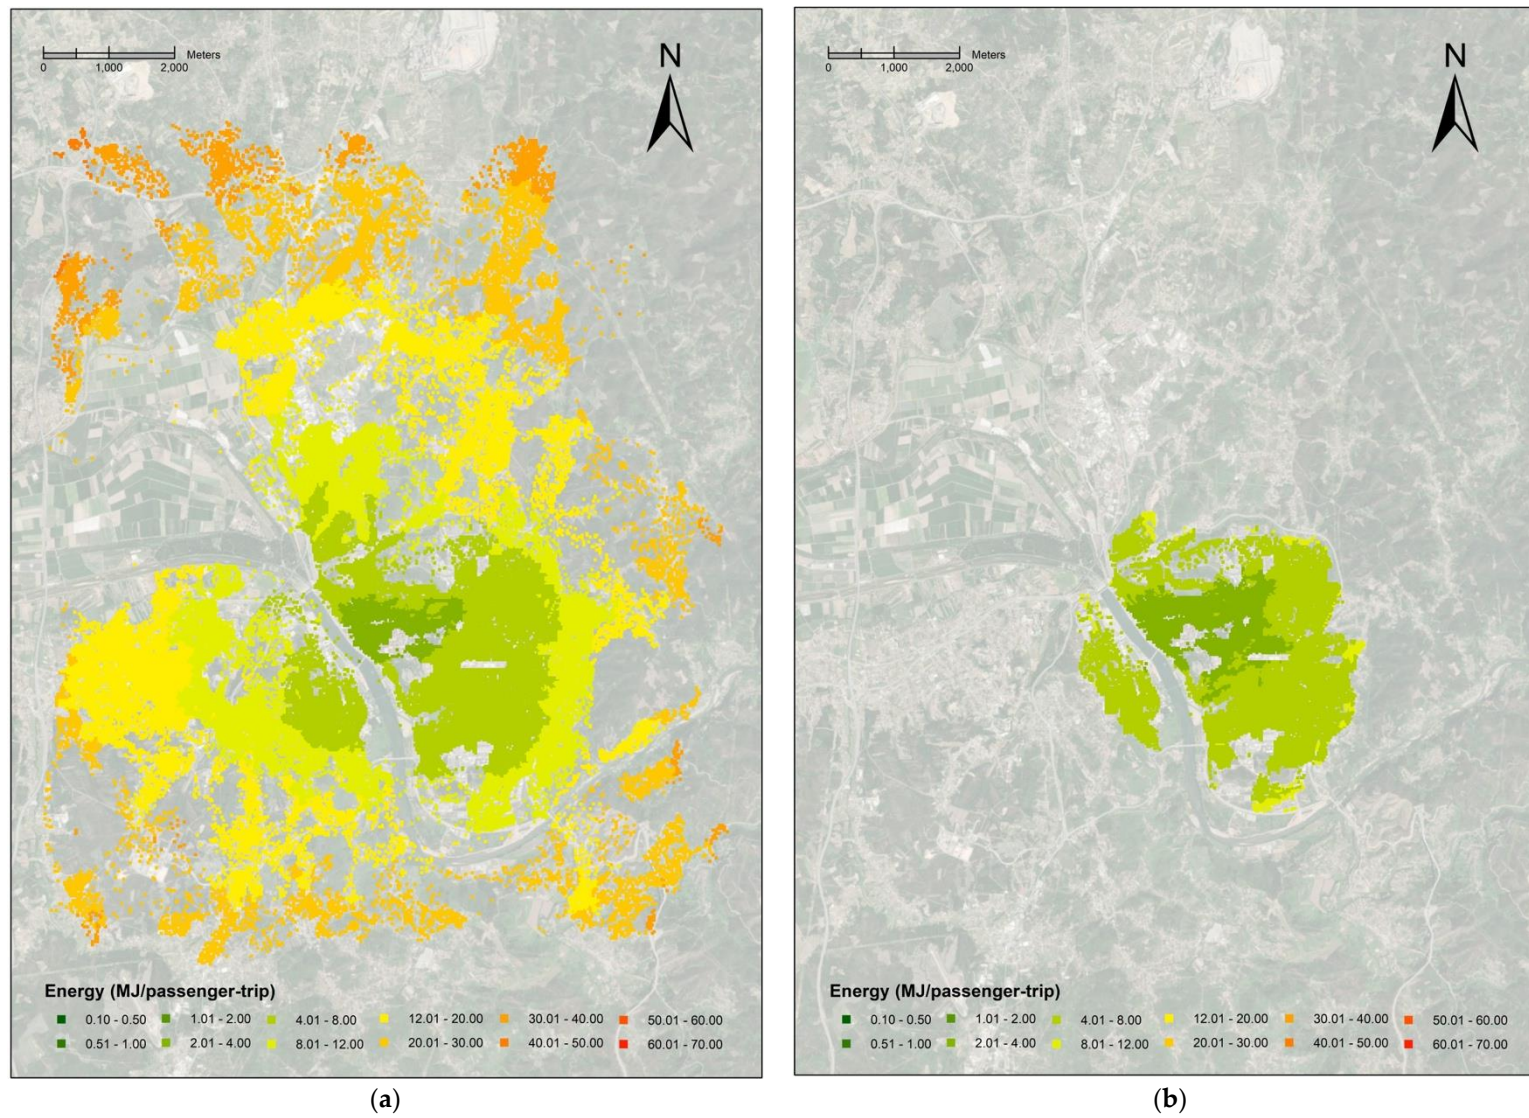 N
Meters
0 1,000 2,000
Energy (MJ/passenger-trip)
0.10 - 0.50 1.01 - 2.00 4.01 - 8.00 12.01 - 20.00 30.01 - 40.00 50.01 - 60.00
0.51 - 1.00 2.01 - 4.00 8.01 - 12.00 20.01 - 30.00 40.01 - 50.00 60.01 - 70.00
(a)
N
Meters
0 1,000 2,000
Energy (MJ/passenger-trip)
0.10 - 0.50 1.01 - 2.00 4.01 - 8.00 12.01 - 20.00 30.01 - 40.00 50.01 - 60.00
0.51 - 1.00 2.01 - 4.00 8.01 - 12.00 20.01 - 30.00 40.01 - 50.00 60.01 - 70.00
(b)